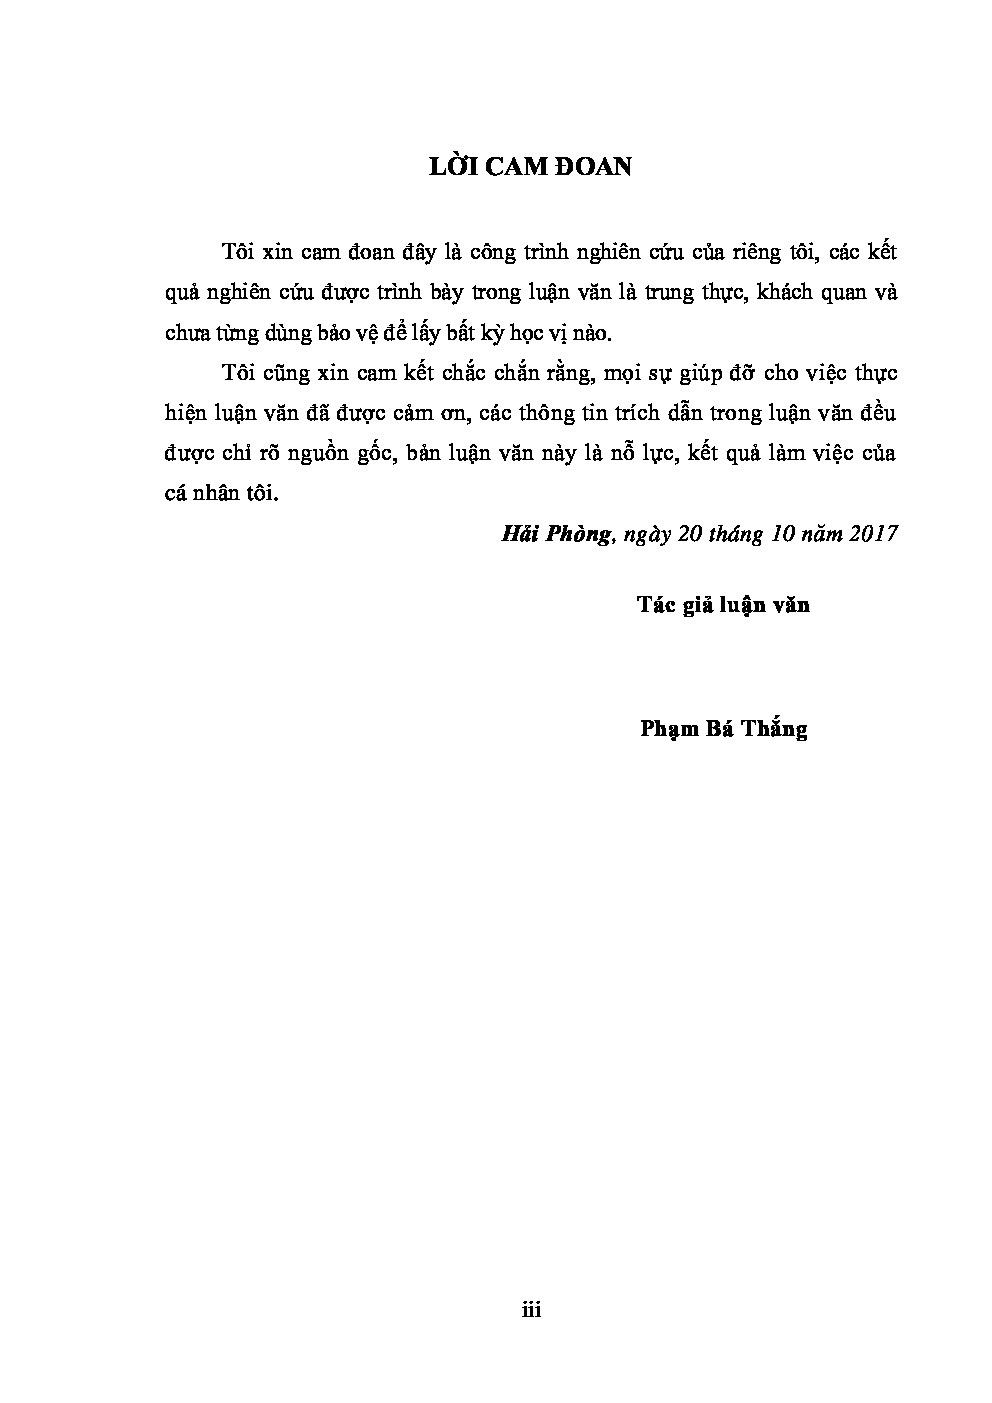 LỜI CAM ĐOAN
Tôi xin cam đoan đây là công trình nghiên cứu của riêng tôi, các kết
quả nghiên cứu được trình bày trong luận văn là trung thực, khách quan và
chưa từng dùng bảo vệ để lấy bất kỳ học vị nào.
Tôi cũng xin cam kết chắc chắn rằng, mọi sự giúp đỡ cho việc thực
hiện luận văn đã được cảm ơn, các thông tin trích dẫn trong luận văn đều
được chỉ rõ nguồn gốc, bản luận văn này là nỗ lực, kết quả làm việc của
cá nhân tôi.
Hải Phòng, ngày 20 tháng 10 năm 2017
Tác giả luận văn
Phạm Bá Thắng
iii